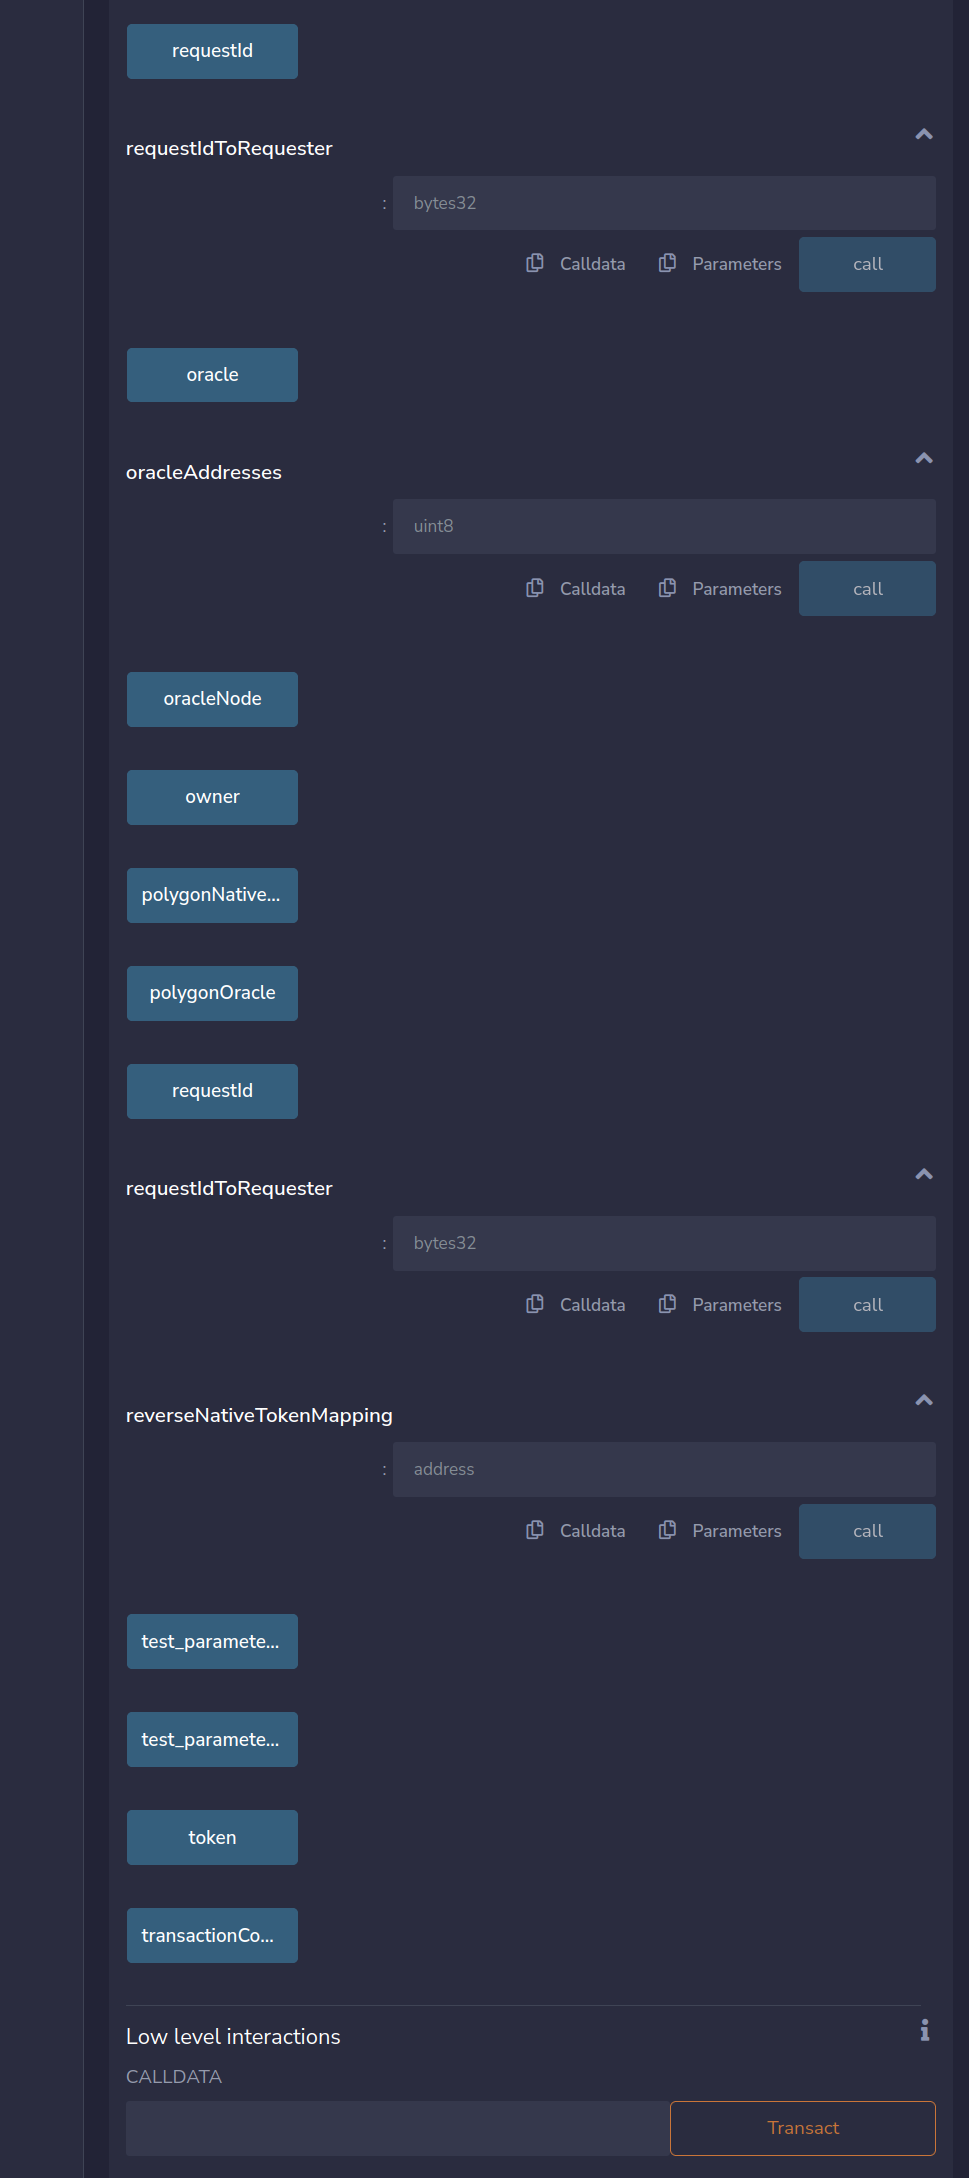 requestId
requestIdToRequester
: bytes32
Calldata Parameters call
oracle
oracleAddresses
: uint8
Calldata Parameters call
oracleNode
owner
polygonNative...
polygonOracle
requestId
requestIdToRequester
: bytes32
Calldata Parameters call
reverseNativeTokenMapping
: address
Calldata Parameters call
test_paramete...
test_paramete...
token
transactionCo...
Low level interactions
CALLDATA
Transact